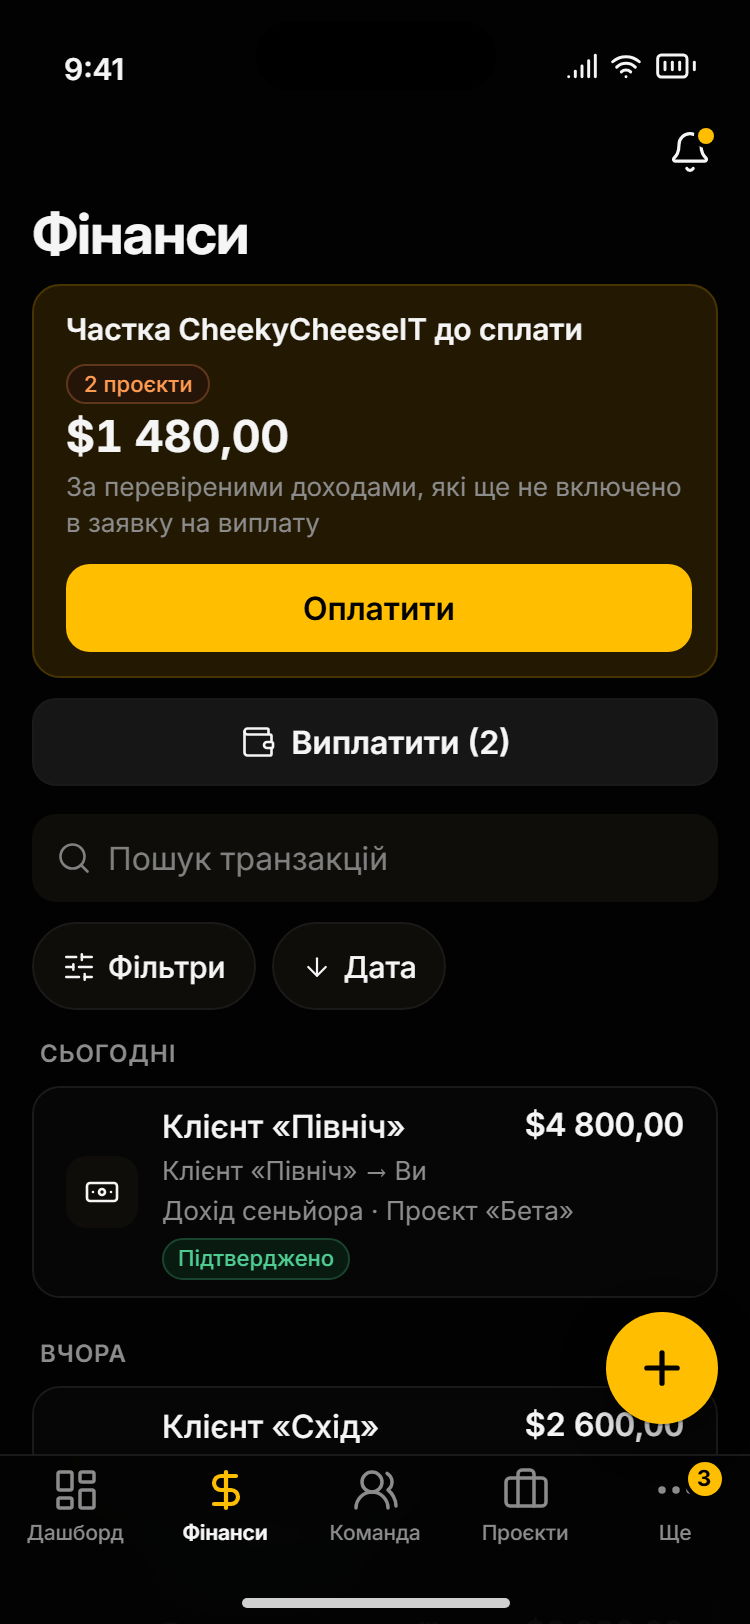 9:41
Фінанси
Частка CheekyCheeseIT до сплати
2 проєкти
$1 480,00
За перевіреними доходами, які ще не включено
в заявку на виплату
Оплатити
Виплатити (2)
Пошук транзакцій
Фільтри
Дата
СЬОГОДНІ
Клієнт «Північ» $4 800,00
Клієнт «Північ» → Ви
Дохід сеньйора · Проєкт «Бета»
Підтверджено
ВЧОРА
Клієнт «Схід» $2 600,00
3
Дашборд Фінанси Команда Проєкти Ще